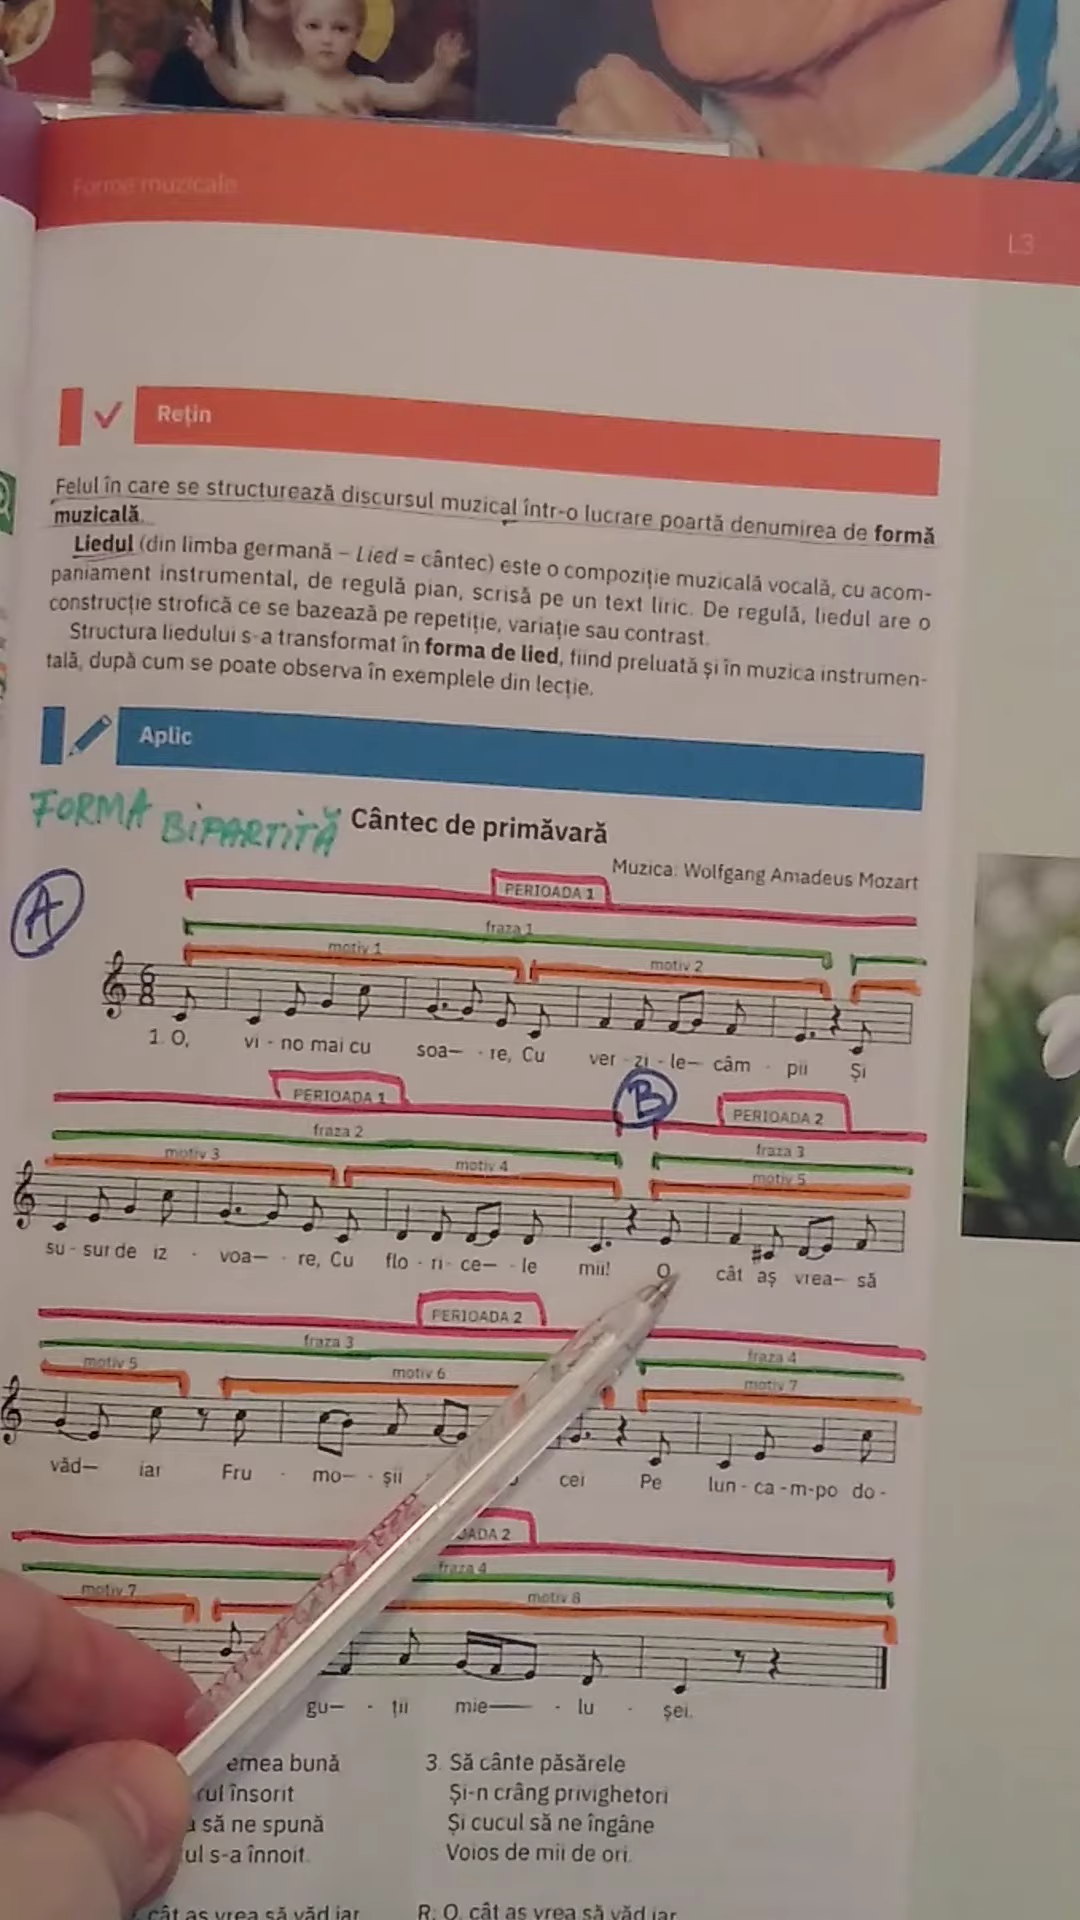 Forme muzicale
L3
Rețin
Felul în care se structurează discursul muzical într-o lucrare poartă denumirea de formă
muzicală.
Liedul (din limba germană – Lied = cântec) este o compoziție muzicală vocală, cu acom-
paniament instrumental, de regulă pian, scrisă pe un text liric. De regulă, liedul are o
construcție strofică ce se bazează pe repetiție, variație sau contrast.
Structura liedului s-a transformat în forma de lied, fiind preluată și în muzica instrumen-
tală, după cum se poate observa în exemplele din lecție.
Aplic
FORMA BIPARTITĂ
Cântec de primăvară
Muzica: Wolfgang Amadeus Mozart
A
PERIOADA 1
fraza 1
motiv 1 motiv 2
6
8
1. O, vi - no mai cu soa— - re, Cu ver - zi - le— câm - pii Și
PERIOADA 1 B PERIOADA 2
fraza 2 fraza 3
motiv 3 motiv 4 motiv 5
su - sur de iz - voa— - re, Cu flo - ri - ce— - le mii! O cât aș vrea— să
PERIOADA 2
fraza 3 fraza 4
motiv 5 motiv 6 motiv 7
văd— iar Fru - mo— - șii cei Pe lun - ca -m-po do -
OADA 2
fraza 4
motiv 7 motiv 8
gu— - ții mie—— - lu - șei.
emea bună
rul însorit
să ne spună
ul s-a înnoit.
cât aș vrea să văd iar
3. Să cânte păsărele
Și-n crâng privighetori
Și cucul să ne îngâne
Voios de mii de ori.
R: O, cât aș vrea să văd iar